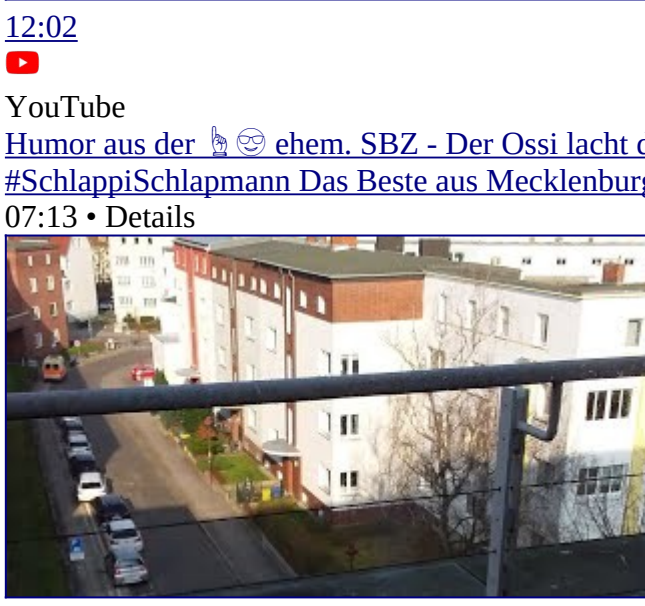 12:02
YouTube
Humor aus der 👆😎 ehem. SBZ - Der Ossi lacht
#SchlappiSchlapmann Das Beste aus Mecklenburg
07:13 • Details